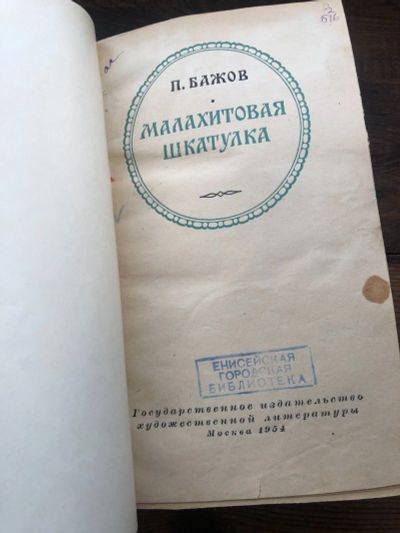 П. БАЖОВ
МАЛАХИТОВАЯ
ШКАТУЛКА
ЕНИСЕЙСКАЯ
ГОРОДСКАЯ
БИБЛИОТЕКА
Государственное издательство
художественной литературы
Москва 1954